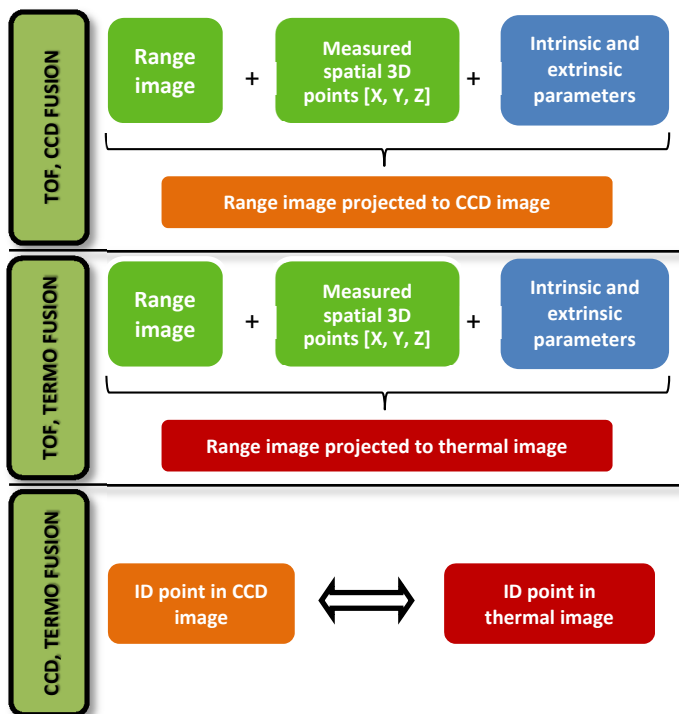 TOF, CCD FUSION
Range
image
+
Measured
spatial 3D
points [X, Y, Z]
+
Intrinsic and
extrinsic
parameters
Range image projected to CCD image
TOF, TERMO FUSION
Range
image
+
Measured
spatial 3D
points [X, Y, Z]
+
Intrinsic and
extrinsic
parameters
Range image projected to thermal image
CCD, TERMO FUSION
ID point in CCD
image
ID point in
thermal image